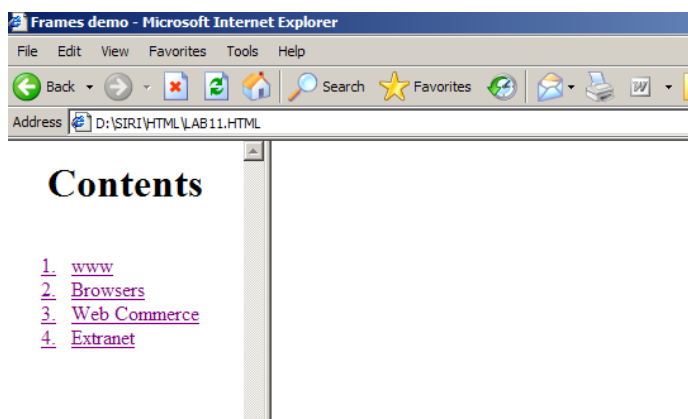 Frames demo - Microsoft Internet Explorer
File Edit View Favorites Tools Help
Back Search Favorites
Address D:\SIRI\HTML\LAB11.HTML
Contents
1. www
2. Browsers
3. Web Commerce
4. Extranet